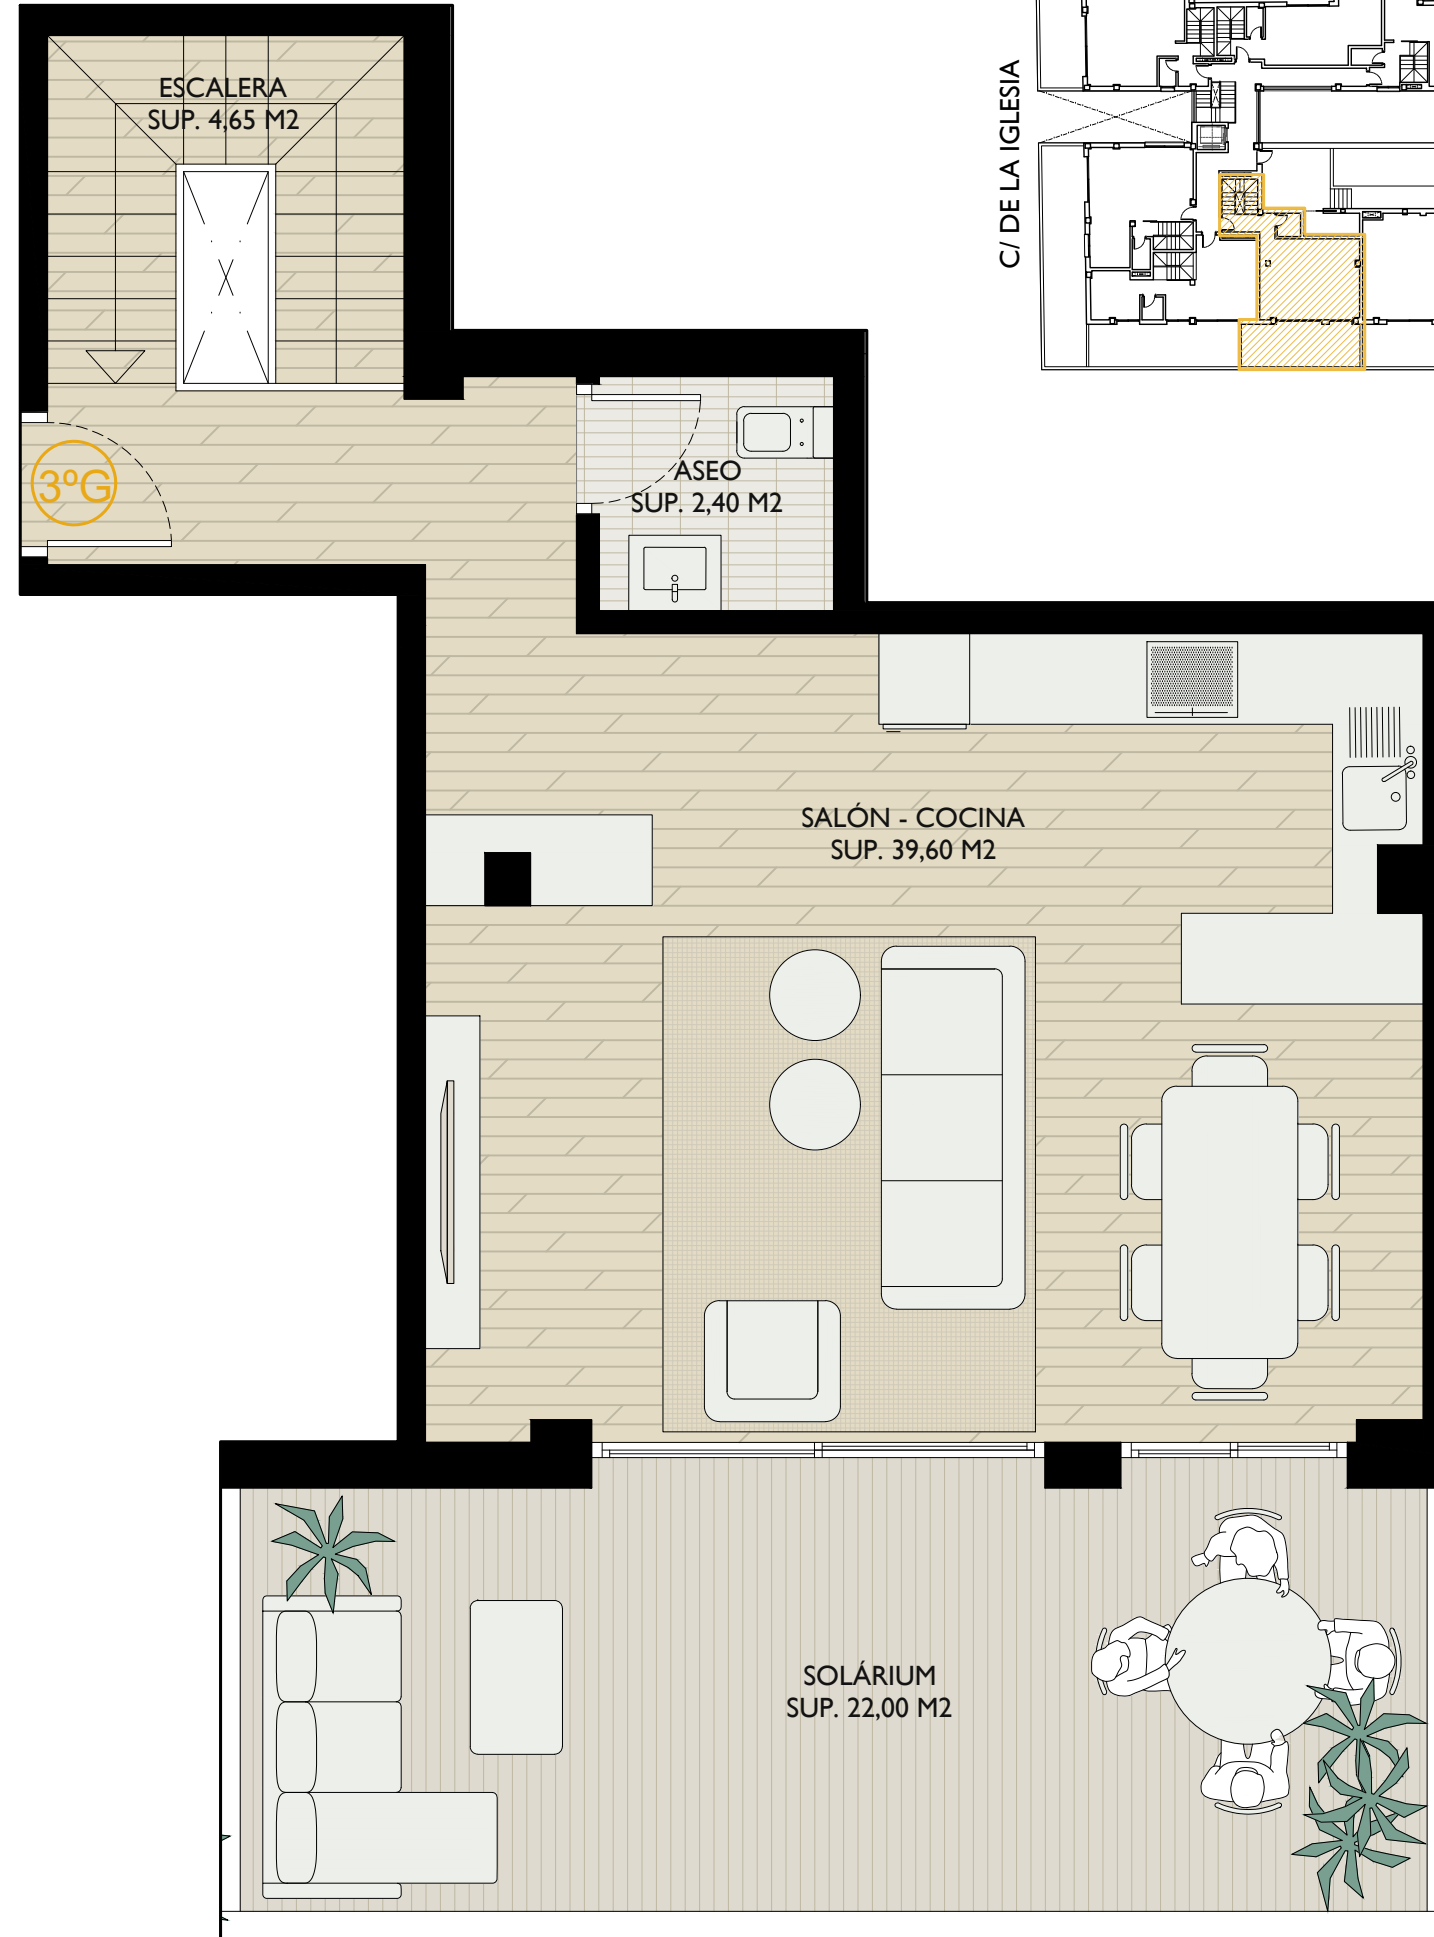 ESCALERA
SUP. 4,65 M2
C/ DE LA IGLESIA
3ºG
ASEO
SUP. 2,40 M2
SALÓN - COCINA
SUP. 39,60 M2
SOLÁRIUM
SUP. 22,00 M2